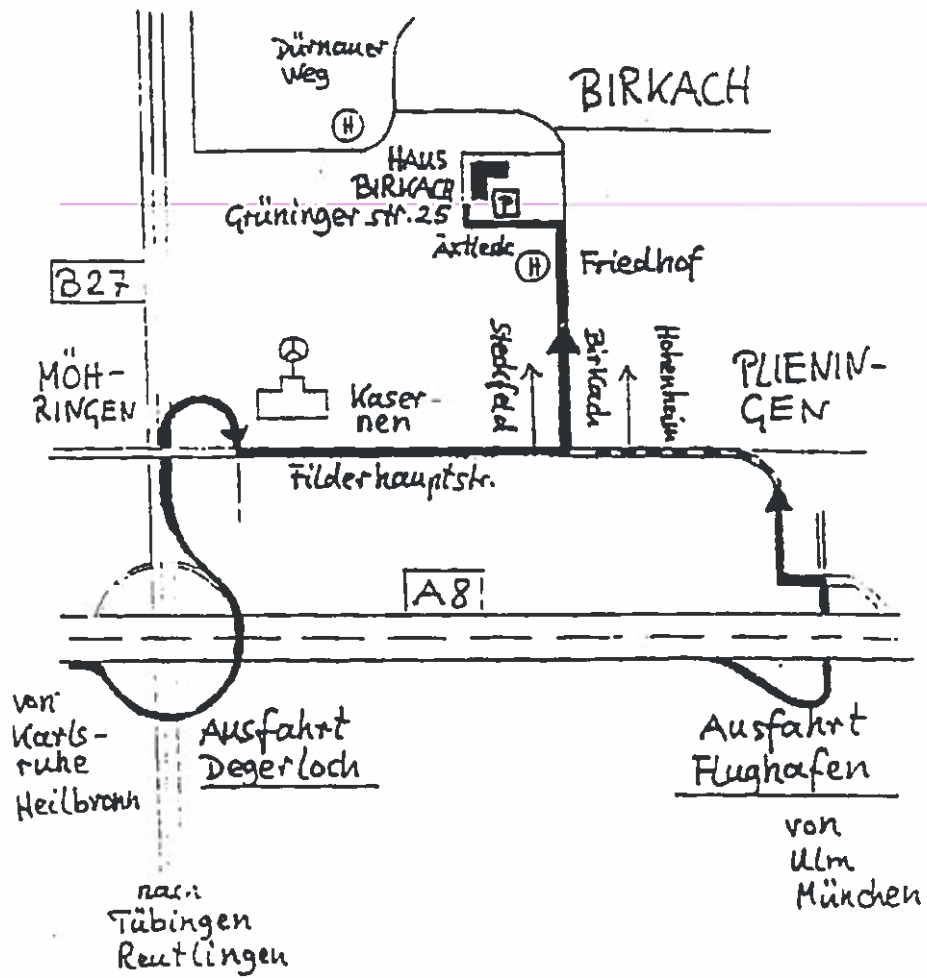 Dürnauer
Weg
H
BIRKACH
HAUS
BIRKACH
Grüninger str. 25
P
H
Friedhof
B27
MÖH-
RINGEN
Kaser-
nen
Steckfeld
Birkach
Hohenheim
PLIENIN-
GEN
Filderhauptstr.
A8
von
Karls-
ruhe
Heilbronn
Ausfahrt
Degerloch
Ausfahrt
Flughafen
von
Ulm
München
nach
Tübingen
Reutlingen